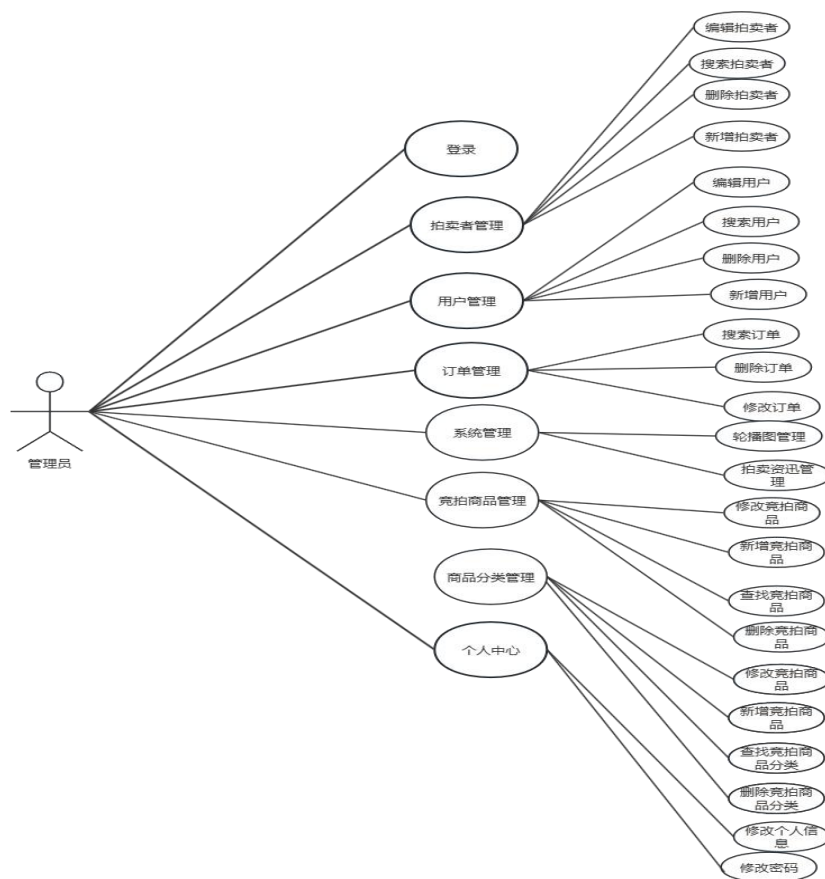 编辑拍卖者
搜索拍卖者
删除拍卖者
新增拍卖者
登录
编辑用户
拍卖者管理
搜索用户
删除用户
新增用户
用户管理
搜索订单
删除订单
订单管理
修改订单
系统管理
轮播图管理
管理员
拍卖资迅管
理
竞拍商品管理
修改竞拍商
品
新增竞拍商
品
商品分类管理
查找竞拍商
品
删除竞拍商
品
个人中心
修改竞拍商
品
新增竞拍商
品
查找竞拍商
品分类
删除竞拍商
品分类
修改个人信
息
修改密码